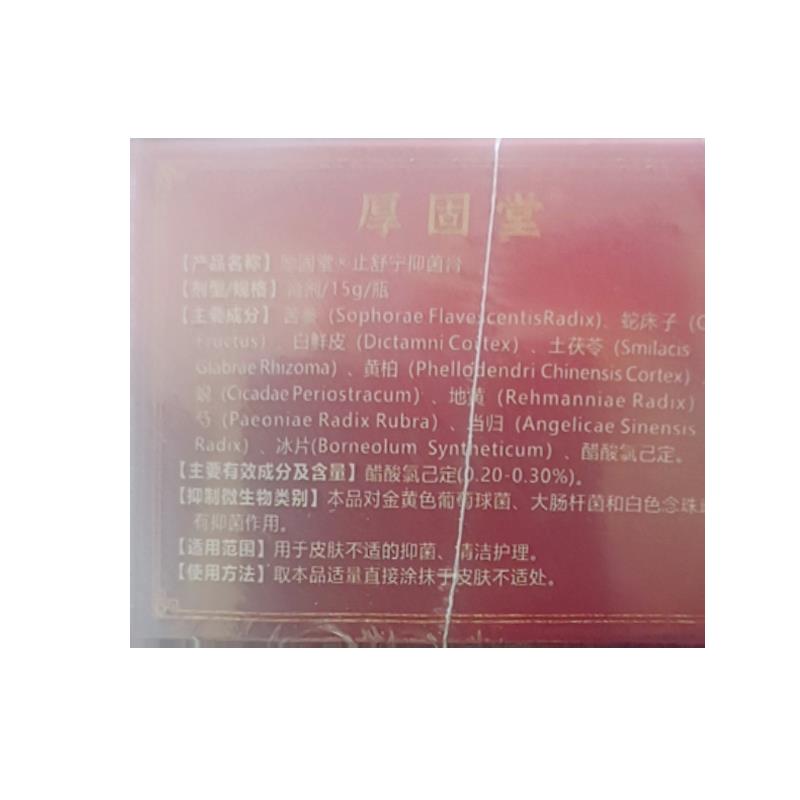 厚固堂
【产品名称】厚固堂®止舒宁抑菌膏
【剂型/规格】膏剂/15g/瓶
【主要成分】苦参 (Sophorae FlavescentisRadix)、蛇床子 (C
Fructus) 、白鲜皮 (Dictamni Cortex) 、土茯苓 (Smilacis
Glabrae Rhizoma) 、黄柏 (Phellodendri Chinensis Cortex) 、
蜕 (Cicadae Periostracum) 、地黄 (Rehmanniae Radix)
芍 (Paeoniae Radix Rubra) 、当归 (Angelicae Sinensis
Radix) 、冰片(Borneolum Syntheticum) 、醋酸氯己定。
【主要有效成分及含量】醋酸氯己定(0.20-0.30%)。
【抑制微生物类别】本品对金黄色葡萄球菌、大肠杆菌和白色念珠
有抑菌作用。
【适用范围】用于皮肤不适的抑菌、清洁护理。
【使用方法】取本品适量直接涂抹于皮肤不适处。